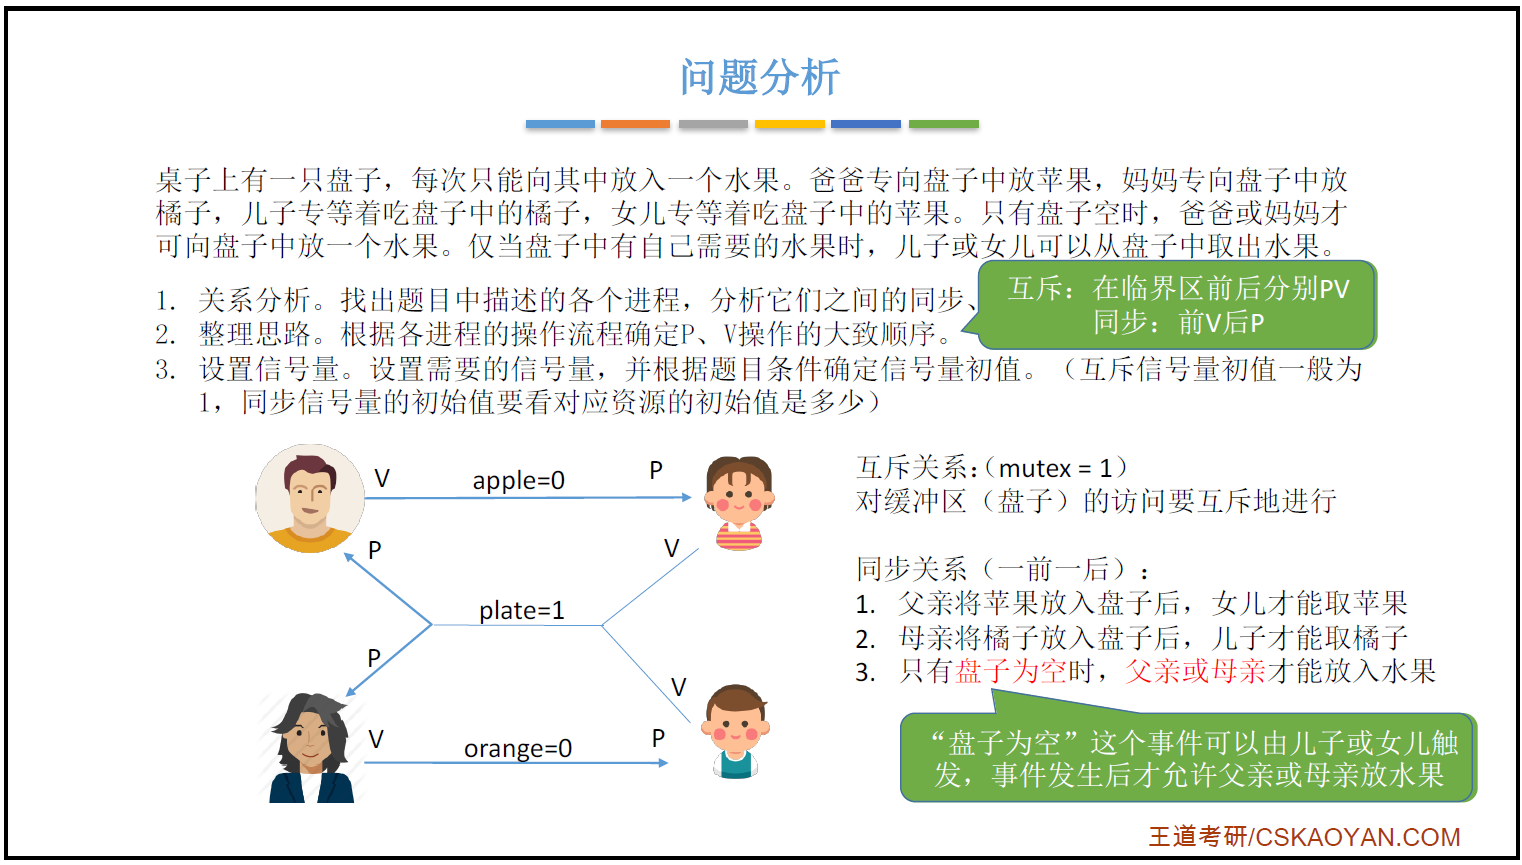 问题分析
桌子上有一只盘子，每次只能向其中放入一个水果。爸爸专向盘子中放苹果，妈妈专向盘子中放
橘子，儿子专等着吃盘子中的橘子，女儿专等着吃盘子中的苹果。只有盘子空时，爸爸或妈妈才
可向盘子中放一个水果。仅当盘子中有自己需要的水果时，儿子或女儿可以从盘子中取出水果。
1. 关系分析。找出题目中描述的各个进程，分析它们之间的同步、
互斥：在临界区前后分别PV
同步：前V后P
2. 整理思路。根据各进程的操作流程确定P、V操作的大致顺序。
3. 设置信号量。设置需要的信号量，并根据题目条件确定信号量初值。（互斥信号量初值一般为
1，同步信号量的初始值要看对应资源的初始值是多少）
V apple=0 P
P V
plate=1
P V
V orange=0 P
互斥关系：（mutex = 1）
对缓冲区（盘子）的访问要互斥地进行
同步关系（一前一后）：
1. 父亲将苹果放入盘子后，女儿才能取苹果
2. 母亲将橘子放入盘子后，儿子才能取橘子
3. 只有盘子为空时，父亲或母亲才能放入水果
“盘子为空”这个事件可以由儿子或女儿触
发，事件发生后才允许父亲或母亲放水果
王道考研/CSKAOYAN.COM